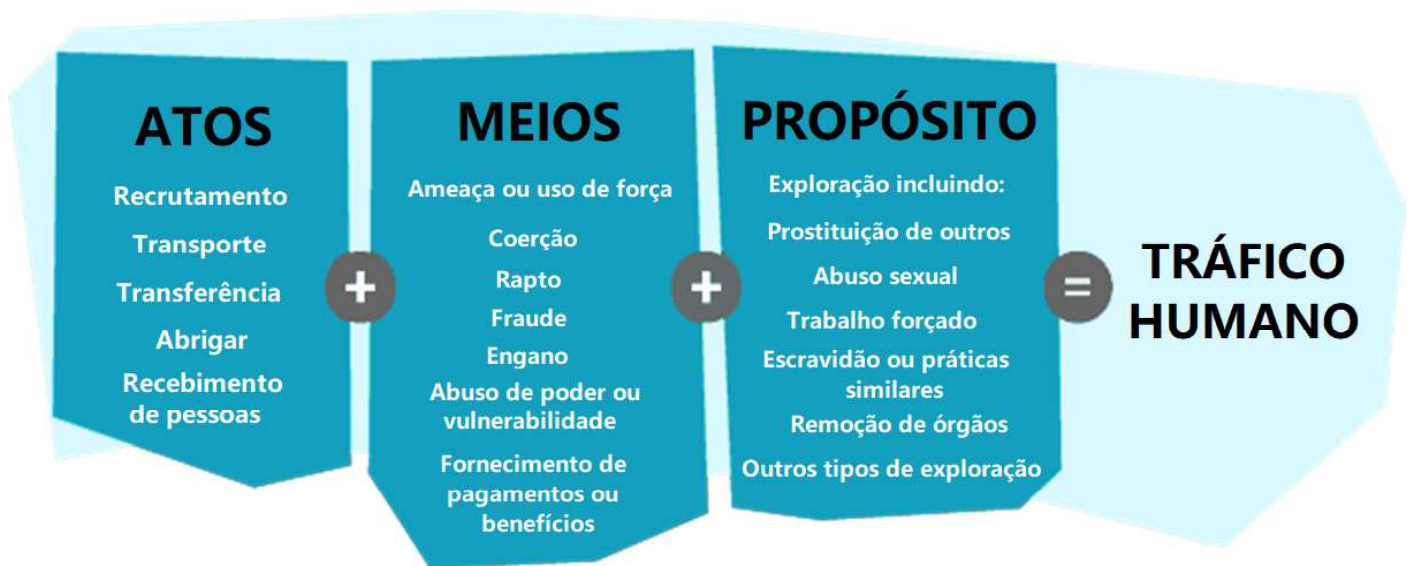 ATOS
Recrutamento
Transporte
Transferência
Abrigar
Recebimento
de pessoas
+
MEIOS
Ameaça ou uso de força
Coerção
Rapto
Fraude
Engano
Abuso de poder ou
vulnerabilidade
Fornecimento de
pagamentos ou
benefícios
+
PROPÓSITO
Exploração incluindo:
Prostituição de outros
Abuso sexual
Trabalho forçado
Escravidão ou práticas
similares
Remoção de órgãos
Outros tipos de exploração
=
TRÁFICO
HUMANO